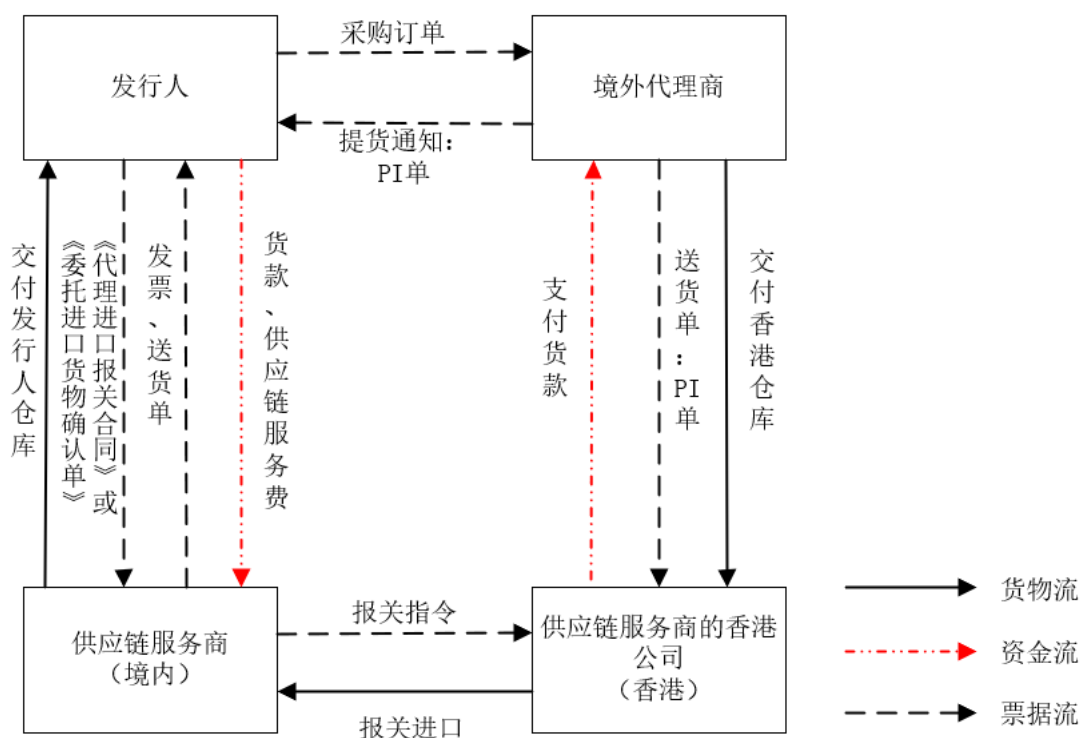 采购订单
发行人
境外代理商
提货通知：
PI单
交付发行人仓库
《委托进口货物确认单》
《代理进口报关合同》或
发票、送货单
货款、供应链服务费
支付货款
送货单：PI单
交付香港仓库
报关指令
供应链服务商
（境内）
供应链服务商的香港
公司
（香港）
报关进口
货物流
资金流
票据流